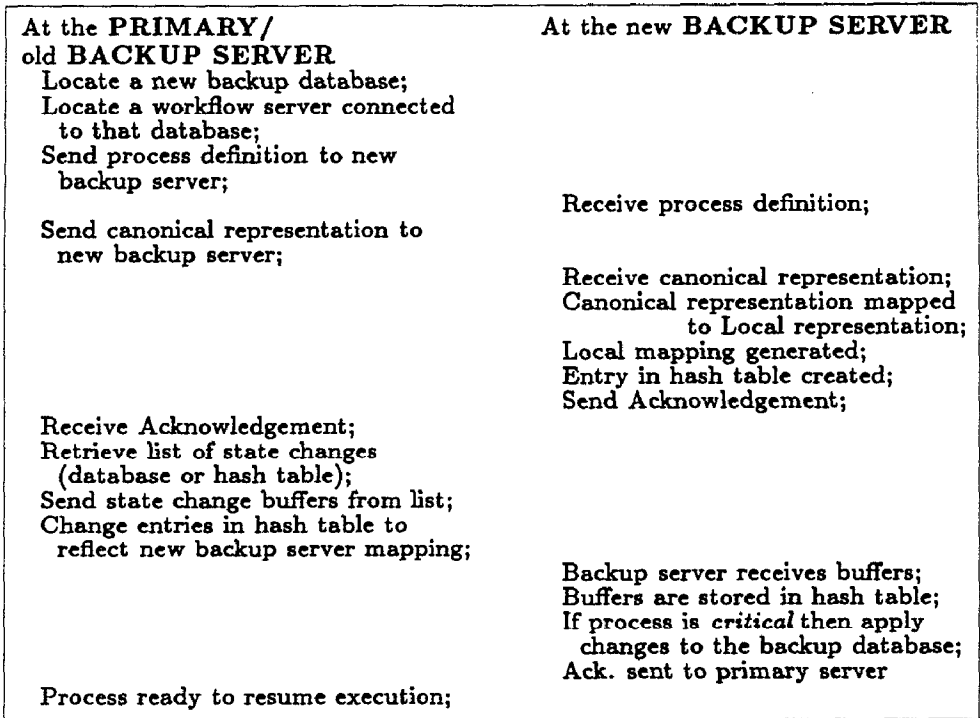 At the PRIMARY/
old BACKUP SERVER
At the new BACKUP SERVER
Locate a new backup database;
Locate a workflow server connected
to that database;
Send process definition to new
backup server;
Receive process definition;
Send canonical representation to
new backup server;
Receive canonical representation;
Canonical representation mapped
to Local representation;
Local mapping generated;
Entry in hash table created;
Send Acknowledgement;
Receive Acknowledgement;
Retrieve list of state changes
(database or hash table);
Send state change buffers from list;
Change entries in hash table to
reflect new backup server mapping;
Backup server receives buffers;
Buffers are stored in hash table;
If process is critical then apply
changes to the backup database;
Ack. sent to primary server
Process ready to resume execution;